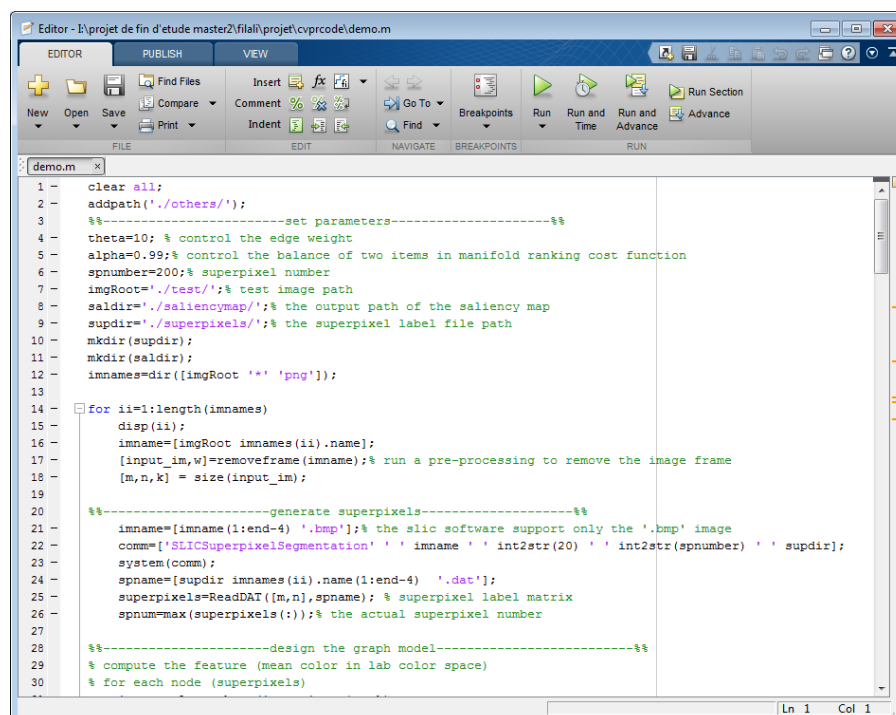 Editor - I:\projet de fin d'etude master2\filali\projet\cvprcode\demo.m
EDITOR PUBLISH VIEW
New Open Save Find Files Compare Print
Insert fx Comment Indent
Go To Find
Breakpoints
Run Run and Time Run and Advance Run Section Advance
FILE EDIT NAVIGATE BREAKPOINTS RUN
demo.m ×
1 – clear all;
2 – addpath('./others/');
3 %%------------------------set parameters---------------------%%
4 – theta=10; % control the edge weight
5 – alpha=0.99;% control the balance of two items in manifold ranking cost function
6 – spnumber=200;% superpixel number
7 – imgRoot='./test/';% test image path
8 – saldir='./saliencymap/';% the output path of the saliency map
9 – supdir='./superpixels/';% the superpixel label file path
10 – mkdir(supdir);
11 – mkdir(saldir);
12 – imnames=dir([imgRoot '*' 'png']);
13
14 – for ii=1:length(imnames)
15 – disp(ii);
16 – imname=[imgRoot imnames(ii).name];
17 – [input_im,w]=removeframe(imname);% run a pre-processing to remove the image frame
18 – [m,n,k] = size(input_im);
19
20 %%----------------------generate superpixels--------------------%%
21 – imname=[imname(1:end-4) '.bmp'];% the slic software support only the '.bmp' image
22 – comm=['SLICSuperpixelSegmentation' ' ' imname ' ' int2str(20) ' ' int2str(spnumber) ' ' supdir];
23 – system(comm);
24 – spname=[supdir imnames(ii).name(1:end-4) '.dat'];
25 – superpixels=ReadDAT([m,n],spname); % superpixel label matrix
26 – spnum=max(superpixels(:));% the actual superpixel number
27
28 %%----------------------design the graph model--------------------------%%
29 % compute the feature (mean color in lab color space)
30 % for each node (superpixels)
Ln 1 Col 1